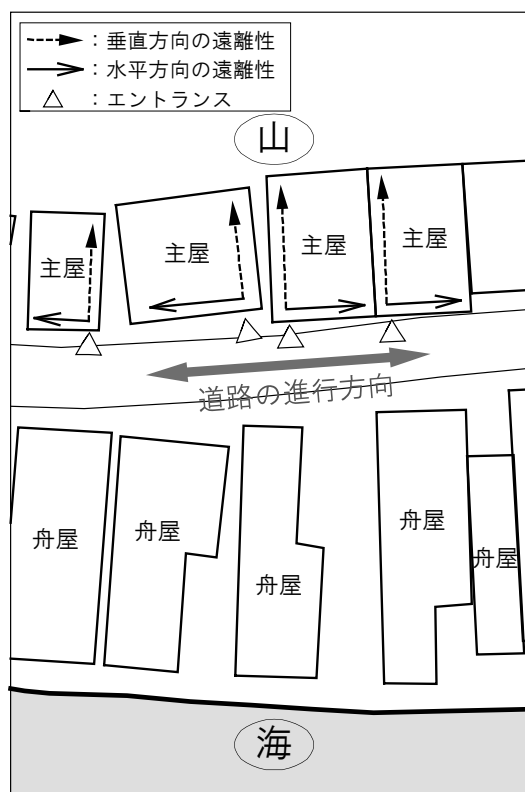 ：垂直方向の遠離性
：水平方向の遠離性
：エントランス
山
主屋
主屋
主屋
主屋
道路の進行方向
舟屋
舟屋
舟屋
舟屋
舟屋
海